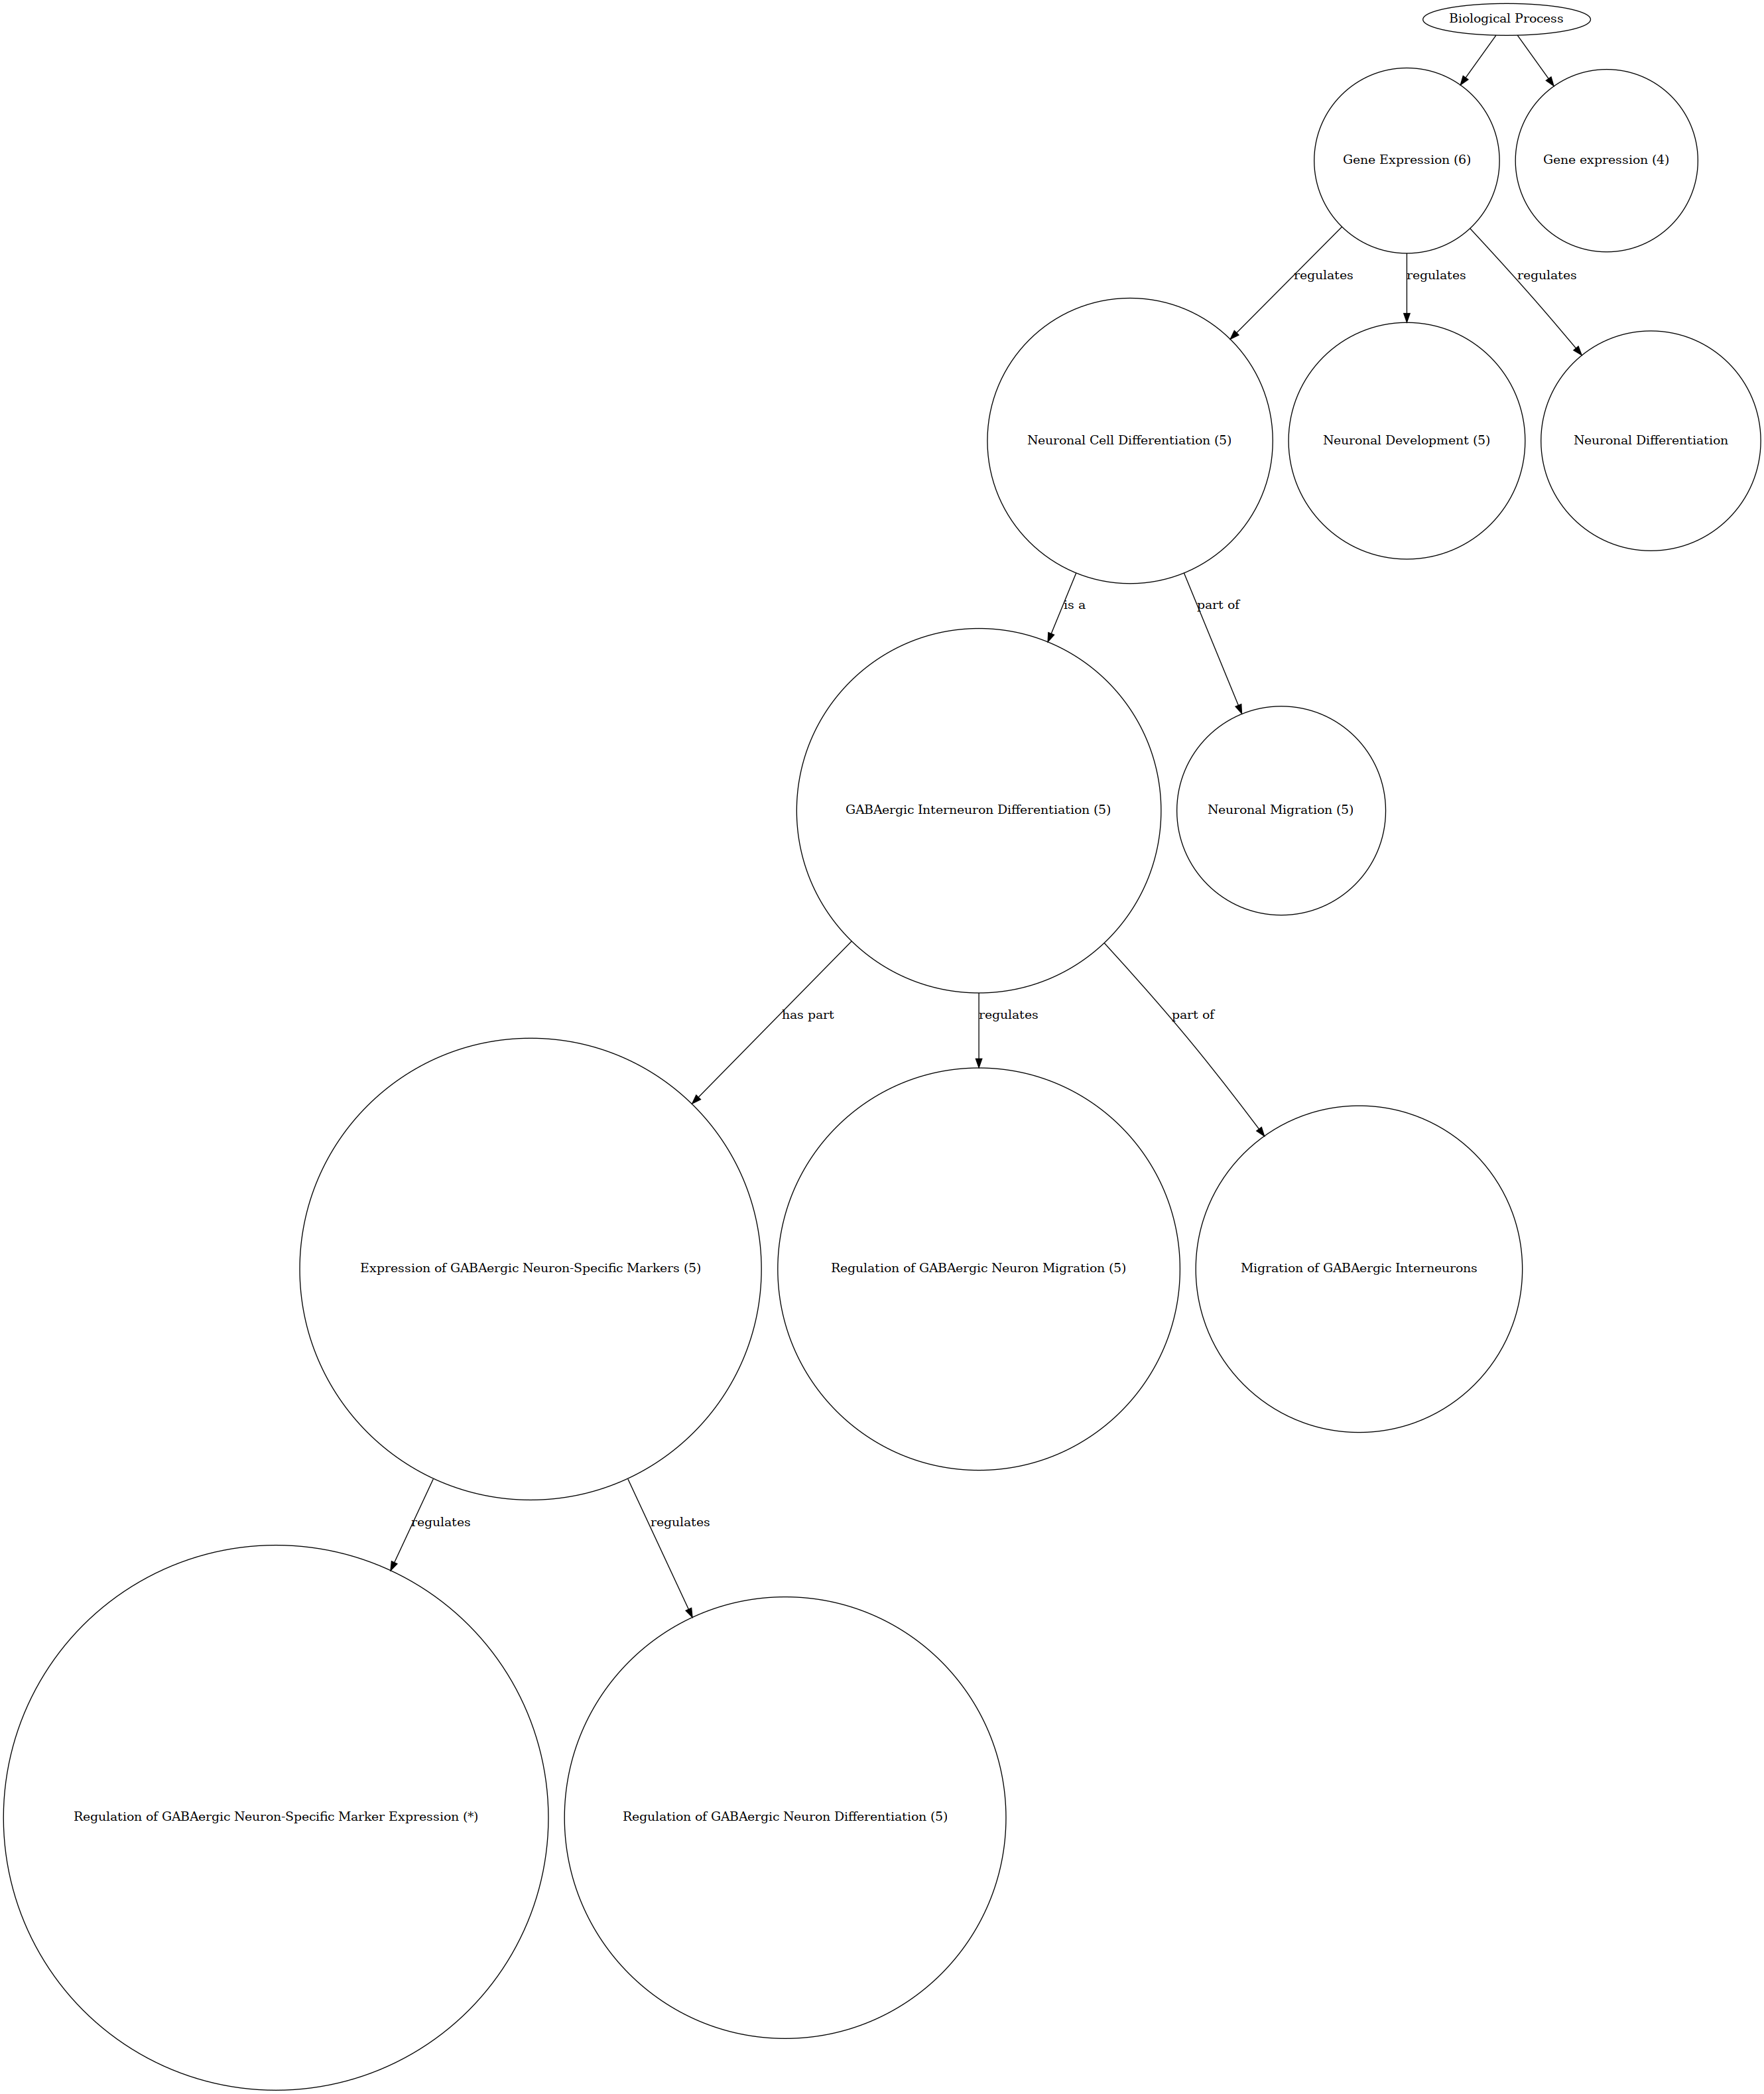 Biological Process
Gene Expression (6)
Gene expression (4)
regulates
regulates
regulates
Neuronal Cell Differentiation (5)
Neuronal Development (5)
Neuronal Differentiation
is a
part of
GABAergic Interneuron Differentiation (5)
Neuronal Migration (5)
has part
regulates
part of
Expression of GABAergic Neuron-Specific Markers (5)
Regulation of GABAergic Neuron Migration (5)
Migration of GABAergic Interneurons
regulates
regulates
Regulation of GABAergic Neuron-Specific Marker Expression (*)
Regulation of GABAergic Neuron Differentiation (5)